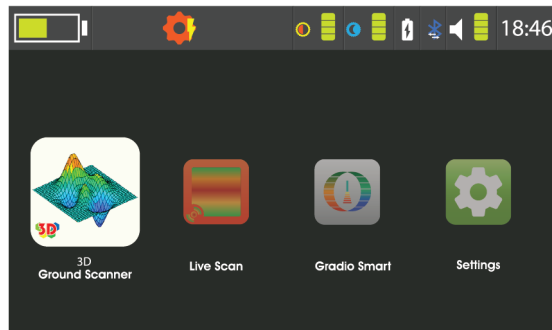 18:46
3D
3D
Ground Scanner
Live Scan
Gradio Smart
Settings